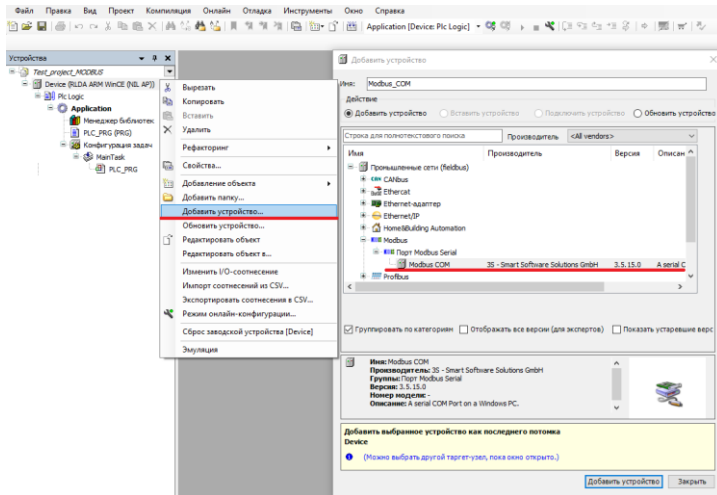 Файл Правка Вид Проект Компиляция Онлайн Отладка Инструменты Окно Справка
Application [Device: Plc Logic]
Устройства
Test_project_MODBUS
Device (RLDA ARM WinCE (NIL AP))
Plc Logic
Application
Менеджер библиотек
PLC_PRG (PRG)
Конфигурация задач
MainTask
PLC_PRG
Вырезать
Копировать
Вставить
Удалить
Рефакторинг
Свойства...
Добавление объекта
Добавить папку...
Добавить устройство...
Обновить устройство...
Редактировать объект
Редактировать объект в...
Изменить I/O-соотнесение
Импорт соотнесений из CSV...
Экспортировать соотнесения в CSV...
Режим онлайн-конфигурации...
Сброс заводской устройства [Device]
Эмуляция
Добавить устройство
Имя: Modbus_COM
Действие
Добавить устройство Вставить устройство Подключить устройство Обновить устройство
Строка для полнотекстового поиска Производитель <All vendors>
Имя Производитель Версия Описан
Промышленные сети (fieldbus)
CANbus
Ethercat
Ethernet-адаптер
Ethernet/IP
Home&Building Automation
Modbus
Порт Modbus Serial
Modbus COM 3S - Smart Software Solutions GmbH 3.5.15.0 A serial C
Profibus
Группировать по категориям Отображать все версии (для экспертов) Показать устаревшие верс
Имя: Modbus COM
Производитель: 3S - Smart Software Solutions GmbH
Группы: Порт Modbus Serial
Версия: 3.5.15.0
Номер модели: -
Описание: A serial COM Port on a Windows PC.
Добавить выбранное устройство как последнего потомка
Device
(Можно выбрать другой таргет-узел, пока окно открыто.)
Добавить устройство Закрыть